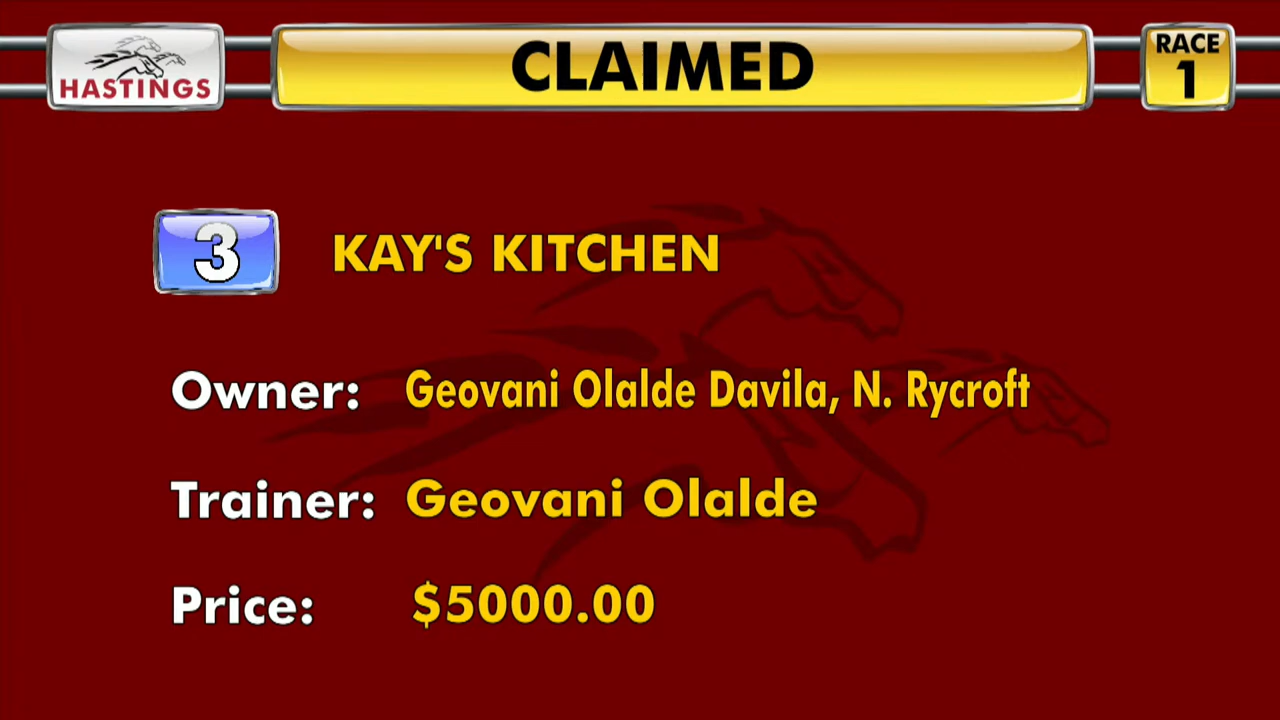 HASTINGS
CLAIMED
RACE
1
3 KAY'S KITCHEN
Owner: Geovani Olalde Davila, N. Rycroft
Trainer: Geovani Olalde
Price: $5000.00